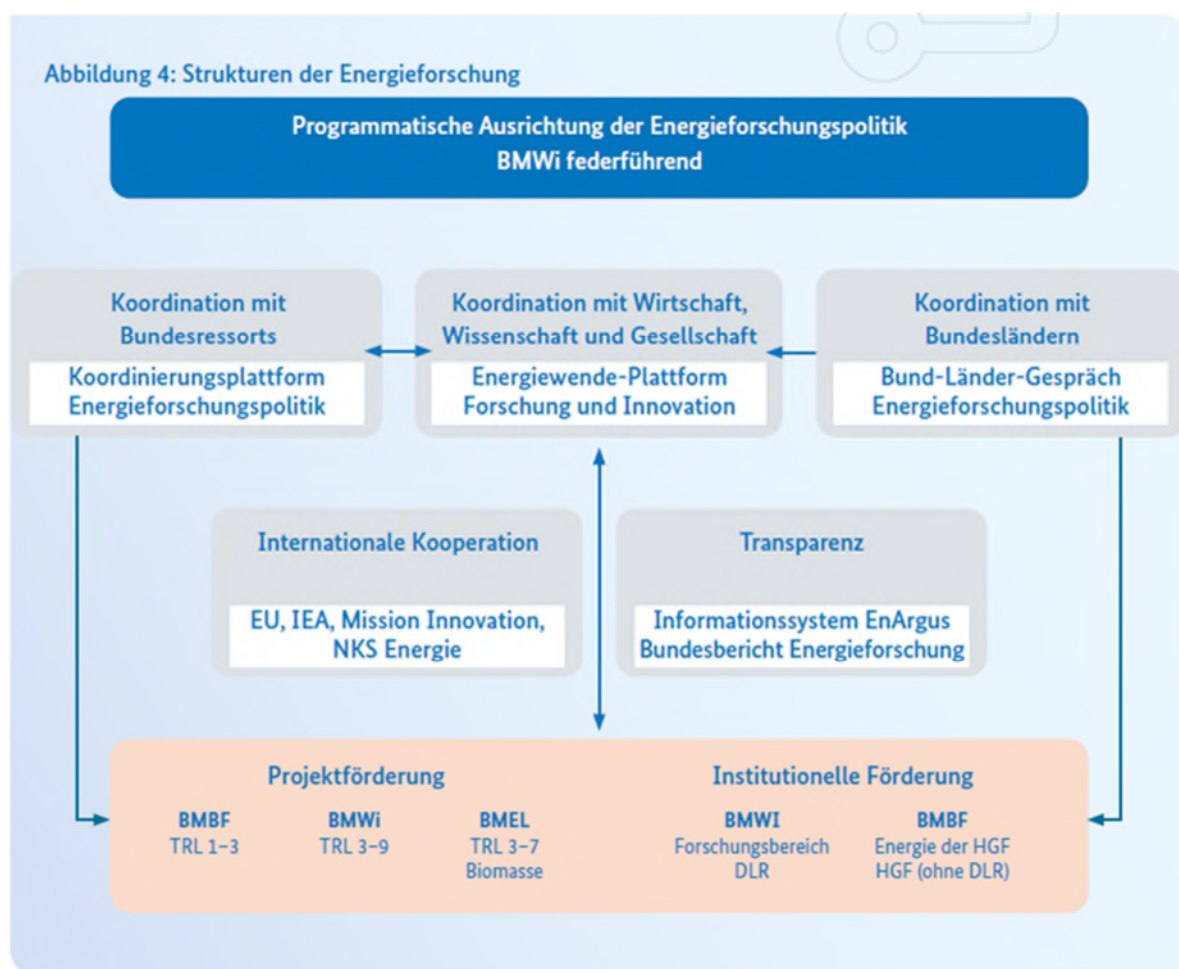 Abbildung 4: Strukturen der Energieforschung
Programmatische Ausrichtung der Energieforschungspolitik
BMWi federführend
Koordination mit
Bundesressorts
Koordinierungsplattform
Energieforschungspolitik
Koordination mit Wirtschaft,
Wissenschaft und Gesellschaft
Energiewende-Plattform
Forschung und Innovation
Koordination mit
Bundesländern
Bund-Länder-Gespräch
Energieforschungspolitik
Internationale Kooperation
EU, IEA, Mission Innovation,
NKS Energie
Transparenz
Informationssystem EnArgus
Bundesbericht Energieforschung
Projektförderung
BMBF
TRL 1–3
BMWi
TRL 3–9
BMEL
TRL 3–7
Biomasse
Institutionelle Förderung
BMWI
Forschungsbereich
DLR
BMBF
Energie der HGF
HGF (ohne DLR)